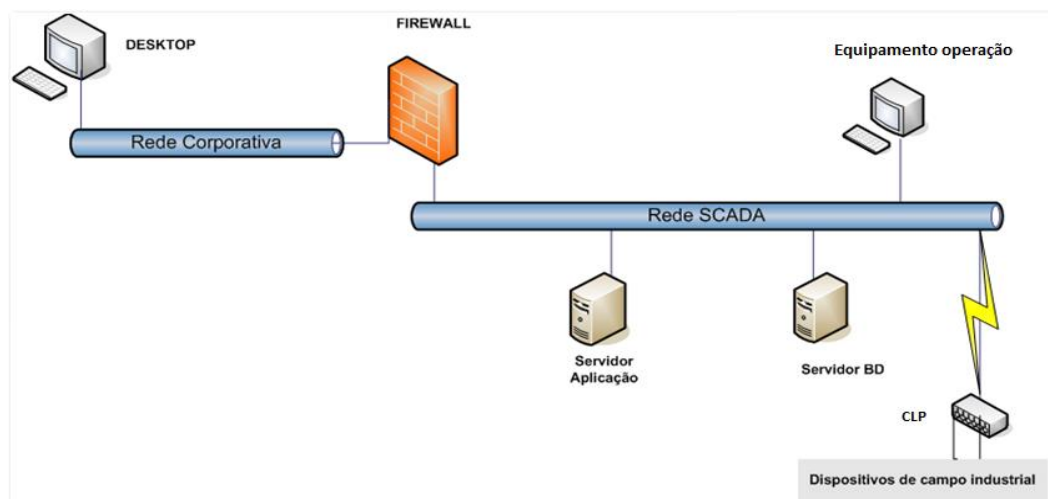 FIREWALL
DESKTOP
Equipamento operação
Rede Corporativa
Rede SCADA
Servidor
Aplicação
Servidor BD
CLP
Dispositivos de campo industrial